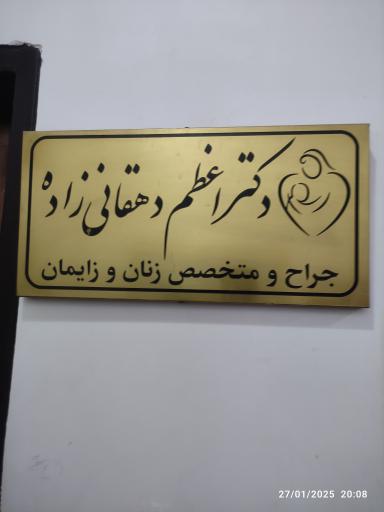 دکتر اعظم دهقانی زاده
جراح و متخصص زنان و زایمان
27/01/2025 20:08